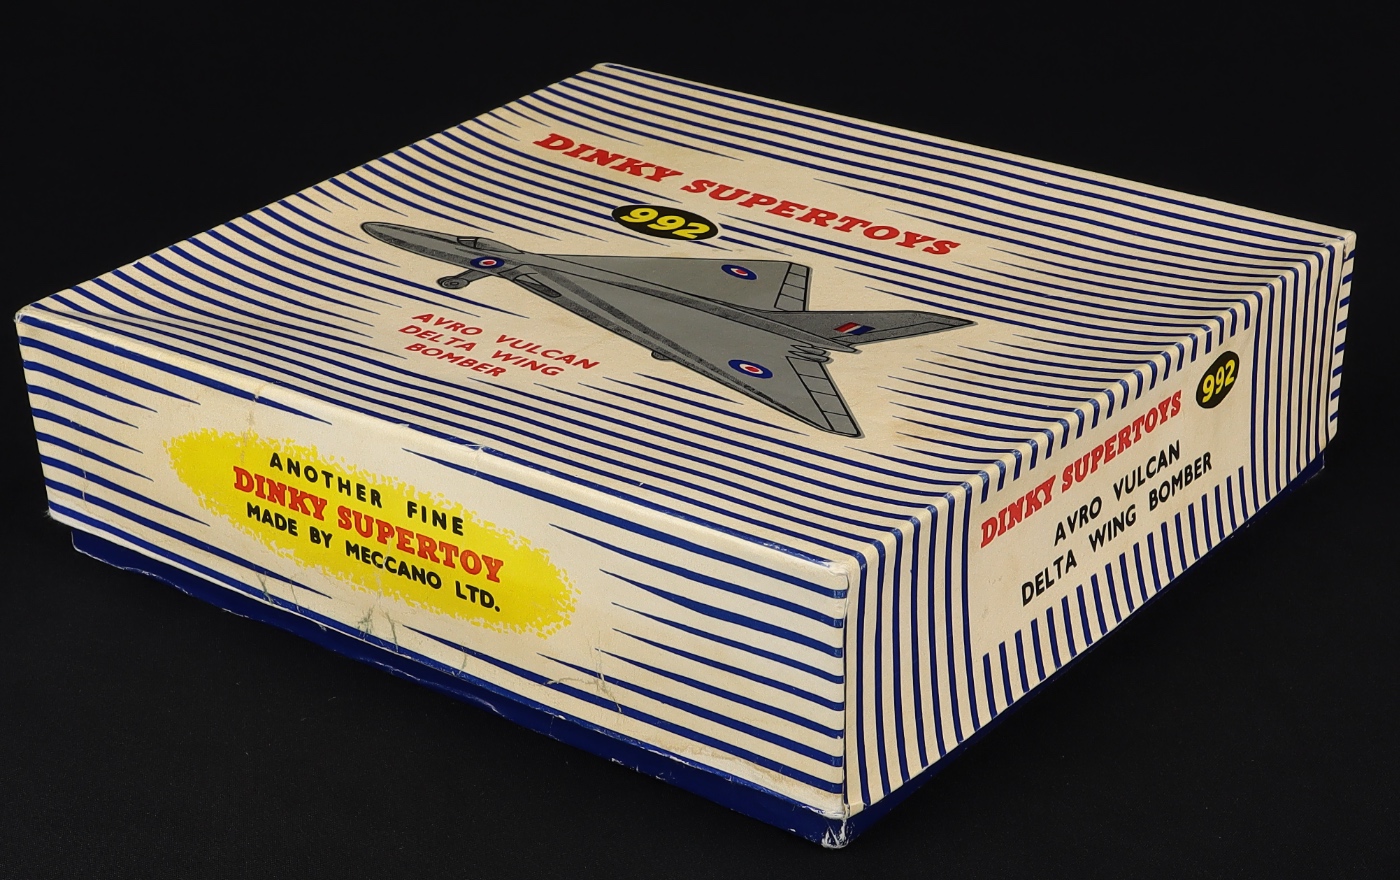 DINKY SUPERTOYS
992
AVRO VULCAN
DELTA WING
BOMBER
ANOTHER FINE
DINKY SUPERTOY
MADE BY MECCANO LTD.
DINKY SUPERTOYS
992
AVRO VULCAN
DELTA WING BOMBER